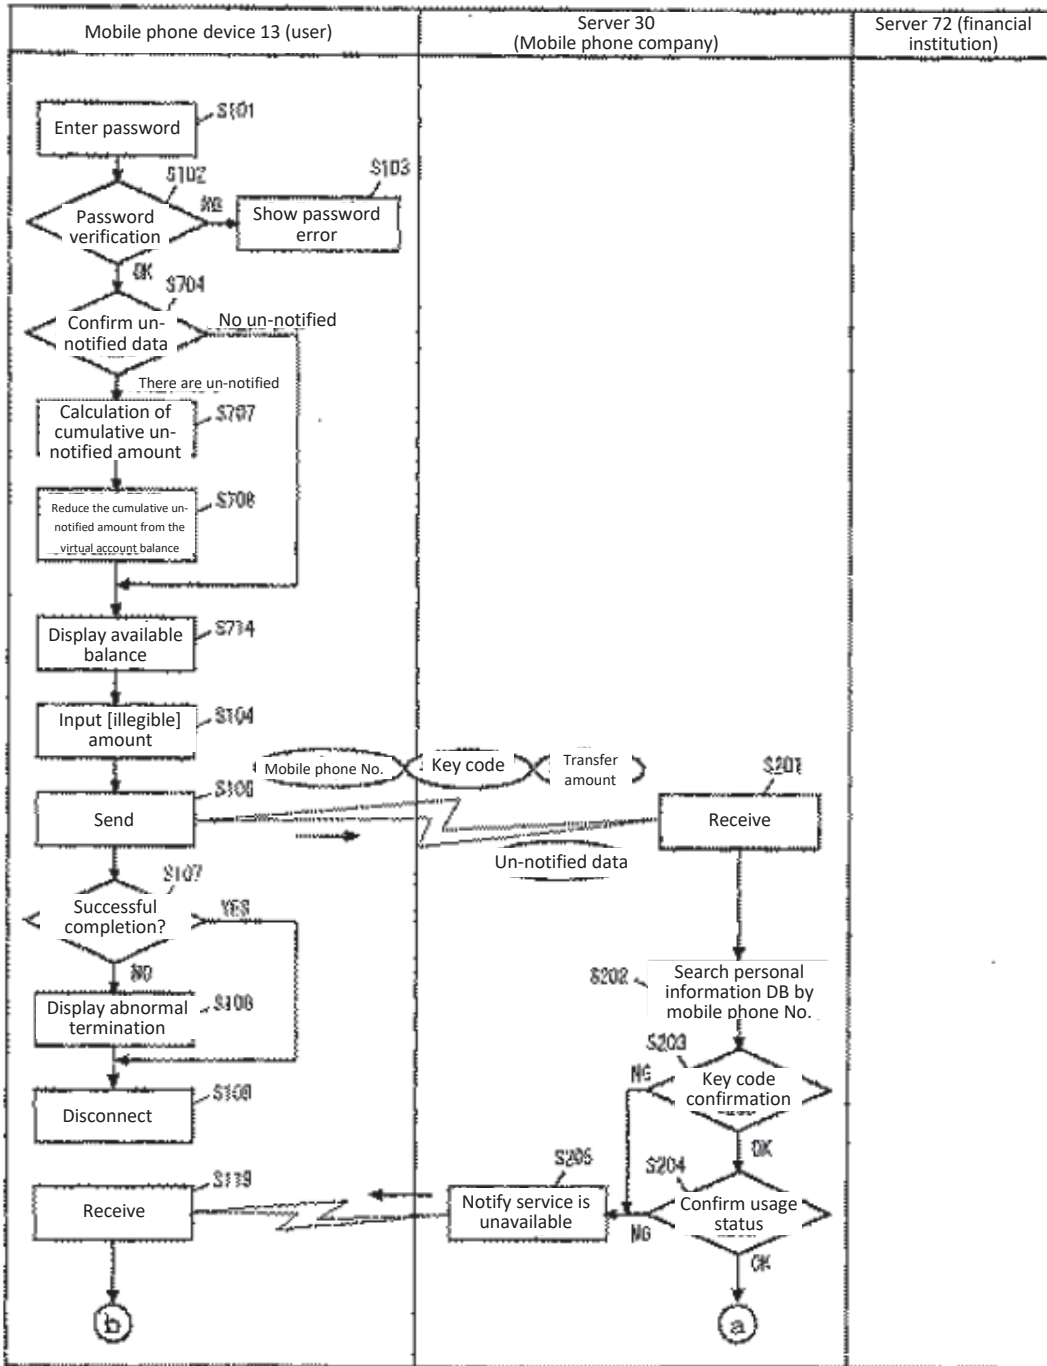 Mobile phone device 13 (user)
Server 30
(Mobile phone company)
Server 72 (financial
institution)
S101
Enter password
S102
S103
Password
verification
NG
Show password
error
OK
S704
Confirm un-
notified data
No un-notified
There are un-notified
S707
Calculation of
cumulative un-
notified amount
S708
Reduce the cumulative un-
notified amount from the
virtual account balance
S714
Display available
balance
S104
Input [illegible]
amount
Mobile phone No.
Key code
Transfer
amount
S106
Send
S201
Receive
Un-notified data
S107
Successful
completion?
YES
NO
S108
Display abnormal
termination
S109
Disconnect
S202
Search personal
information DB by
mobile phone No.
S203
Key code
confirmation
NG
OK
S204
Confirm usage
status
NG
OK
S205
Notify service is
unavailable
S119
Receive
b
a